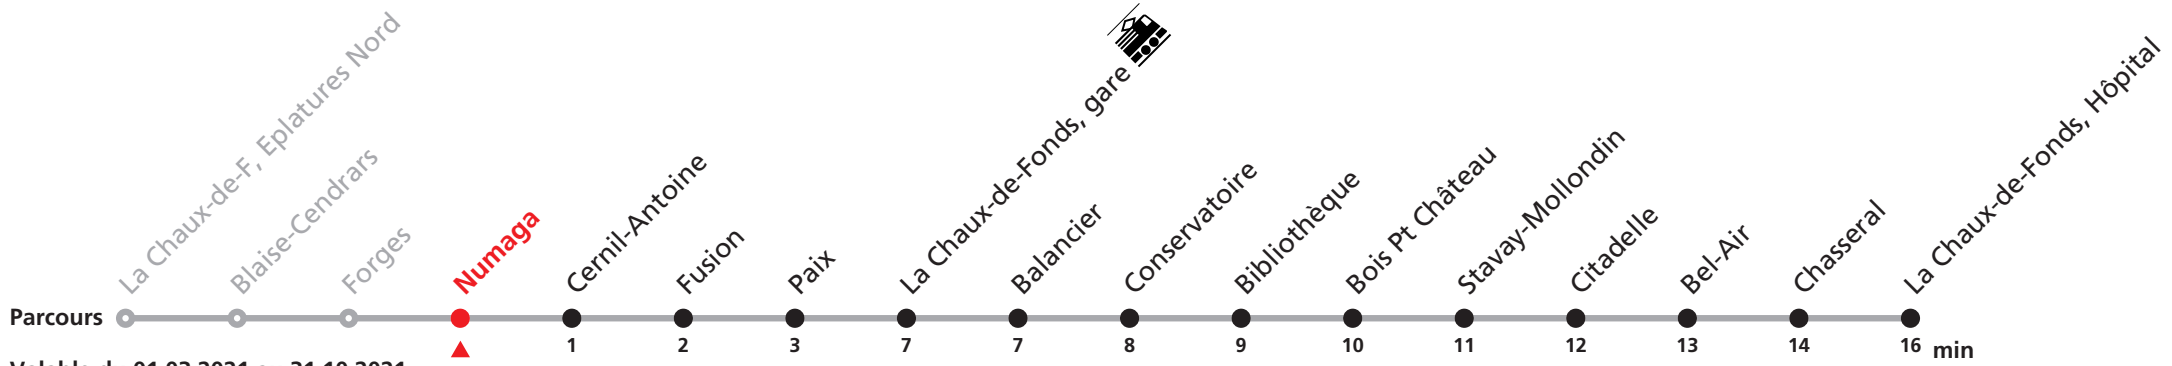 La Chaux-de-F, Eplatures Nord
Blaise-Cendrars
Forges
Numaga
Cernil-Antoine
Fusion
Paix
La Chaux-de-Fonds, gare
Balancier
Conservatoire
Bibliothèque
Bois Pt Château
Stavay-Mollondin
Citadelle
Bel-Air
Chasseral
La Chaux-de-Fonds, Hôpital
Parcours
1 2 3 7 7 8 9 10 11 12 13 14 16 min